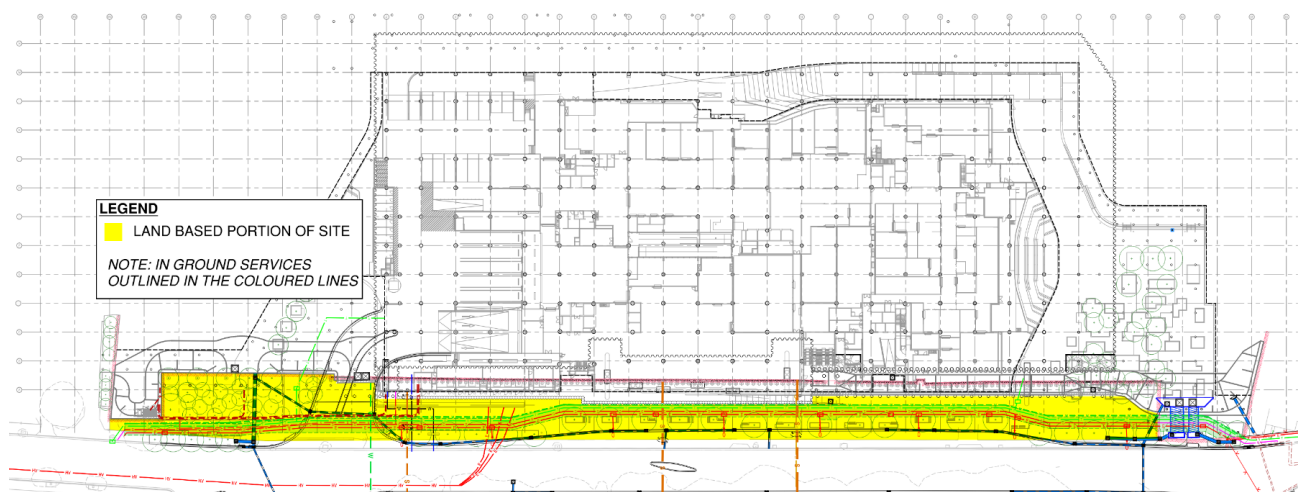 LEGEND
LAND BASED PORTION OF SITE
NOTE: IN GROUND SERVICES
OUTLINED IN THE COLOURED LINES